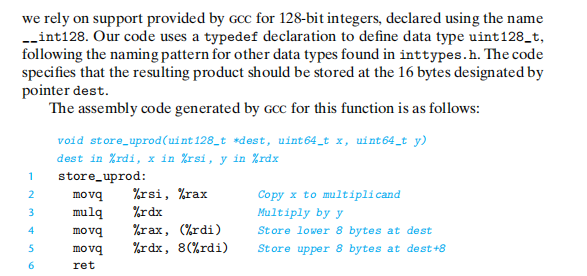 we rely on support provided by GCC for 128-bit integers, declared using the name
__int128. Our code uses a typedef declaration to define data type uint128_t,
following the naming pattern for other data types found in inttypes.h. The code
specifies that the resulting product should be stored at the 16 bytes designated by
pointer dest.
The assembly code generated by GCC for this function is as follows:
void store_uprod(uint128_t *dest, uint64_t x, uint64_t y)
dest in %rdi, x in %rsi, y in %rdx
1 store_uprod:
2 movq %rsi, %rax Copy x to multiplicand
3 mulq %rdx Multiply by y
4 movq %rax, (%rdi) Store lower 8 bytes at dest
5 movq %rdx, 8(%rdi) Store upper 8 bytes at dest+8
6 ret